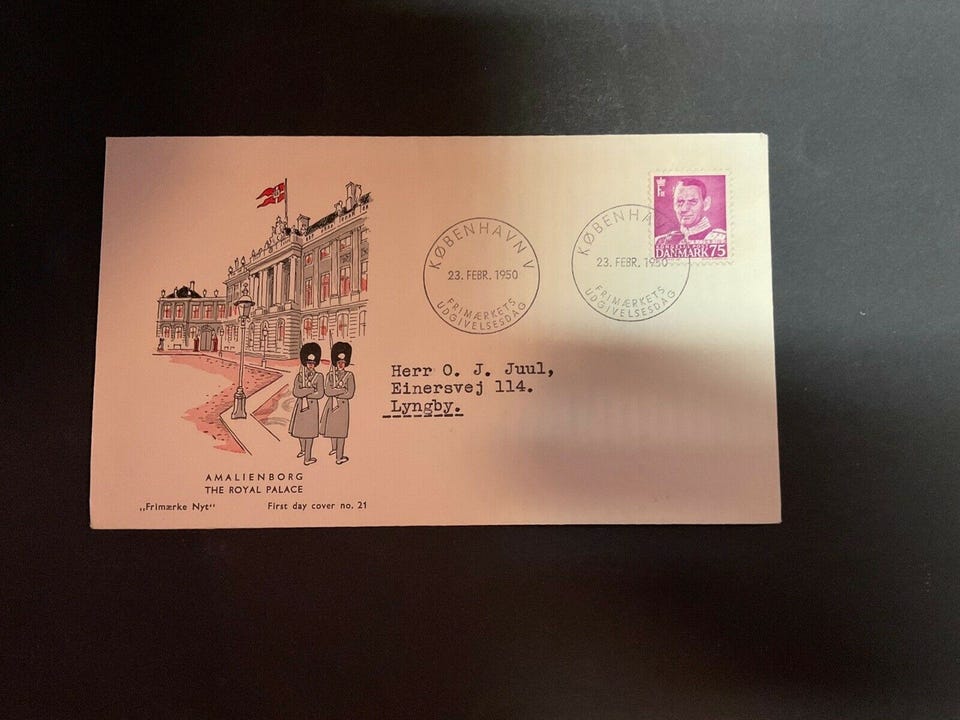 KØBENHAVN V
23. FEBR. 1950
FRIMÆRKETS
UDGIVELSESDAG
KØBENHAVN
23. FEBR. 1950
FRIMÆRKETS
UDGIVELSESDAG
DANMARK 75
Herr O. J. Juul,
Einersvej 114.
Lyngby.
AMALIENBORG
THE ROYAL PALACE
„Frimærke Nyt“ First day cover no. 21